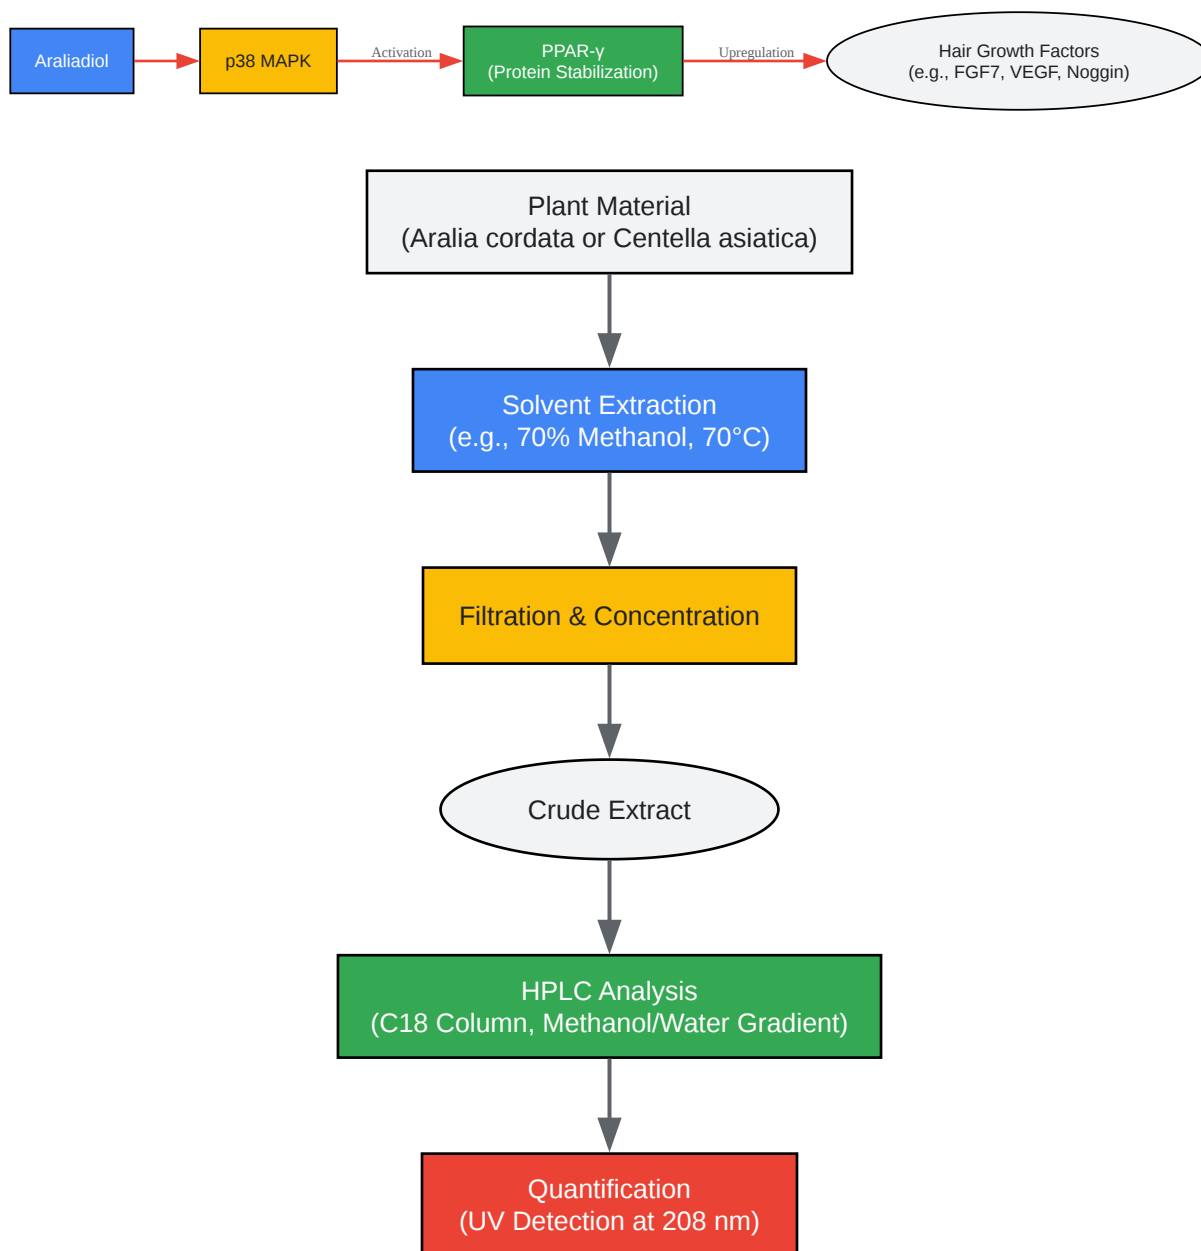 Araliadiol
p38 MAPK
Activation
PPAR-γ
(Protein Stabilization)
Upregulation
Hair Growth Factors
(e.g., FGF7, VEGF, Noggin)
Plant Material
(Aralia cordata or Centella asiatica)
Solvent Extraction
(e.g., 70% Methanol, 70°C)
Filtration & Concentration
Crude Extract
HPLC Analysis
(C18 Column, Methanol/Water Gradient)
Quantification
(UV Detection at 208 nm)